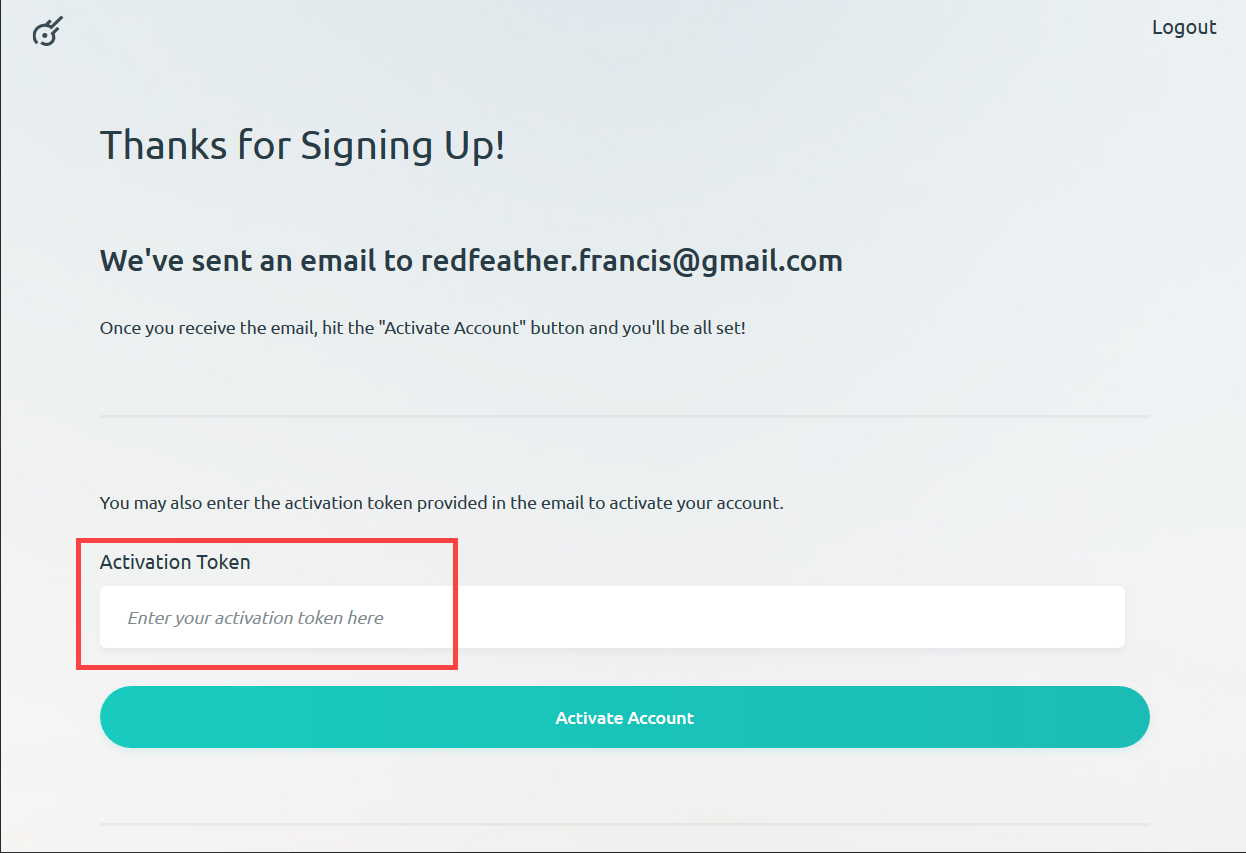 Logout
Thanks for Signing Up!
We've sent an email to redfeather.francis@gmail.com
Once you receive the email, hit the "Activate Account" button and you'll be all set!
You may also enter the activation token provided in the email to activate your account.
Activation Token
Enter your activation token here
Activate Account